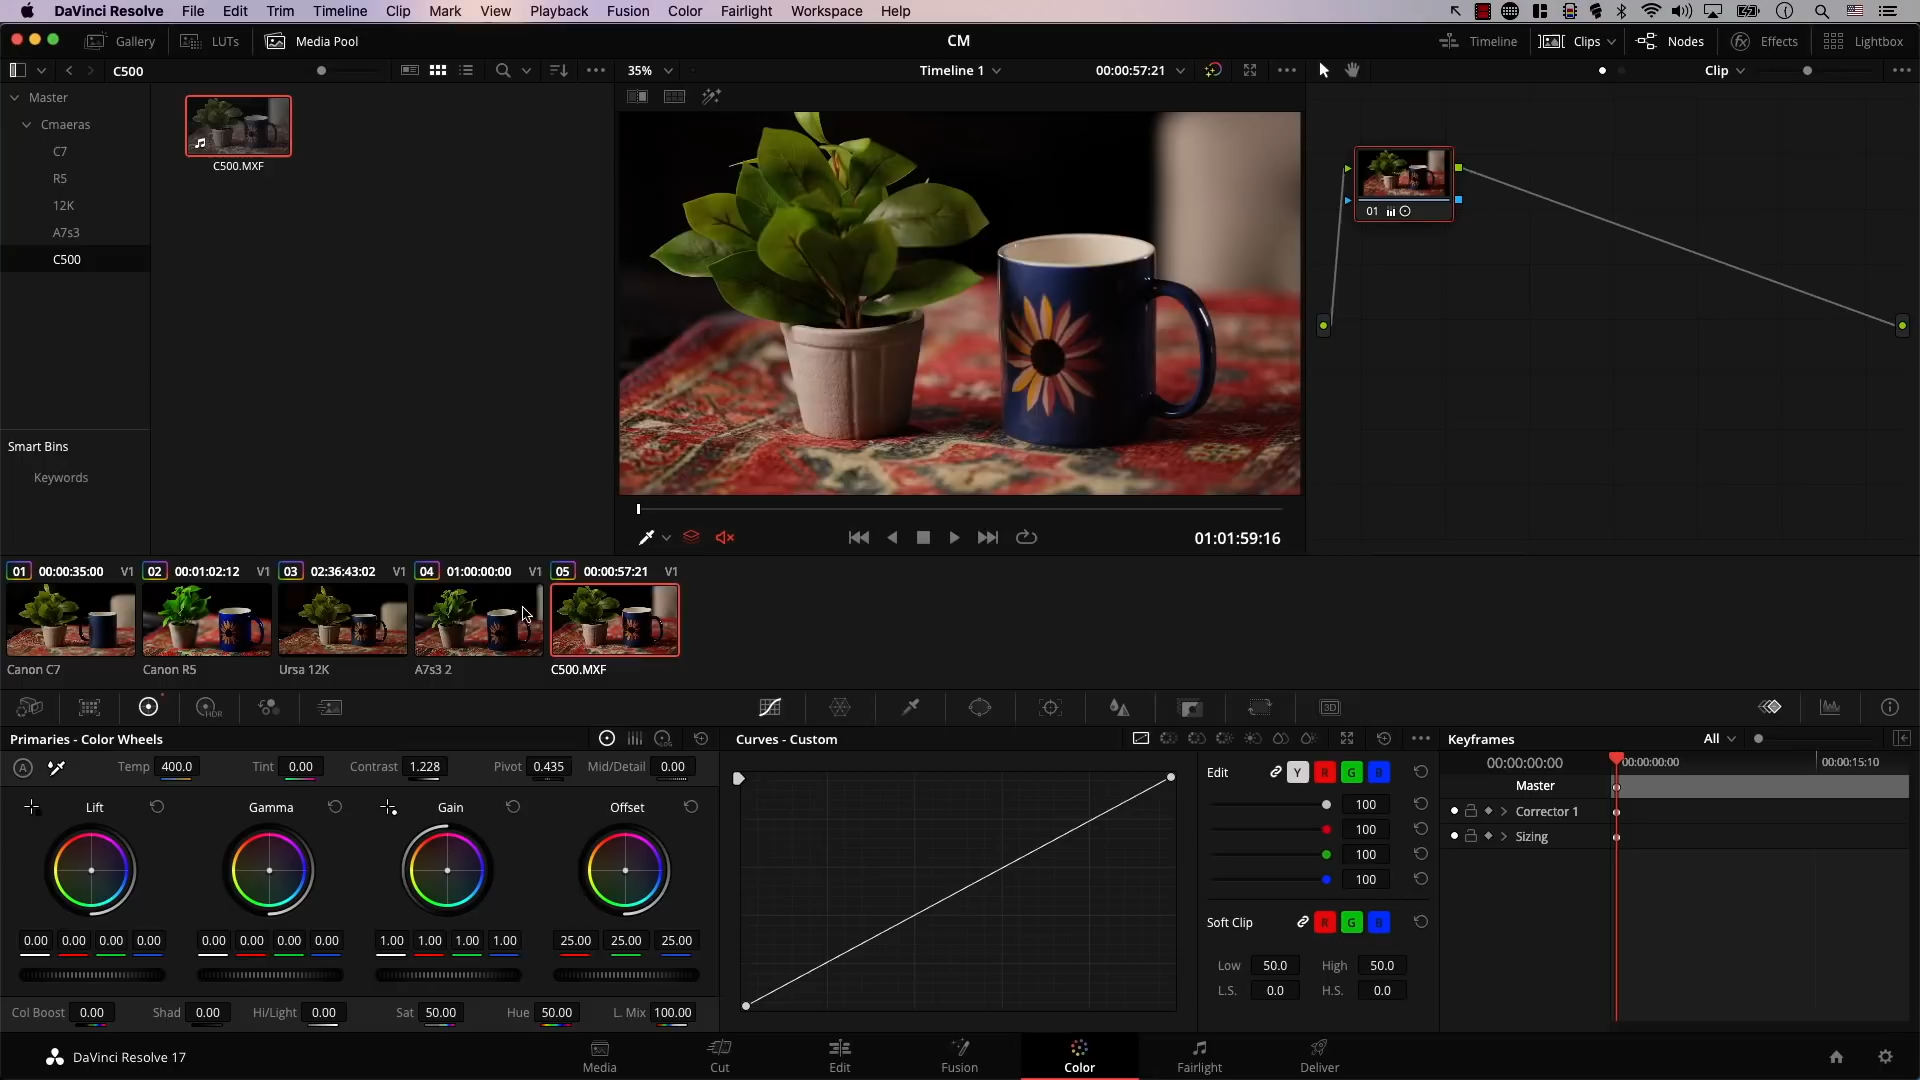 DaVinci Resolve File Edit Trim Timeline Clip Mark View Playback Fusion Color Fairlight Workspace Help
Gallery LUTs Media Pool CM Timeline Clips Nodes Effects Lightbox
C500 35% Timeline 1 00:00:57:21 Clip
Master
Cmaeras
C7
R5
12K
A7s3
C500
C500.MXF
01
Smart Bins
Keywords
01:01:59:16
01 00:00:35:00 V1 02 00:01:02:12 V1 03 02:36:43:02 V1 04 01:00:00:00 V1 05 00:00:57:21 V1
Canon C7 Canon R5 Ursa 12K A7s3 2 C500.MXF
HDR 3D
Primaries - Color Wheels
LOG
A Temp 400.0 Tint 0.00 Contrast 1.228 Pivot 0.435 Mid/Detail 0.00
Lift Gamma Gain Offset
0.00 0.00 0.00 0.00 0.00 0.00 0.00 0.00 1.00 1.00 1.00 1.00 25.00 25.00 25.00
Col Boost 0.00 Shad 0.00 Hi/Light 0.00 Sat 50.00 Hue 50.00 L. Mix 100.00
Curves - Custom
Edit Y R G B
100
100
100
100
Soft Clip R G B
Low 50.0 High 50.0
L.S. 0.0 H.S. 0.0
Keyframes All
00:00:00:00 00:00:00:00 00:00:15:10
Master
Corrector 1
Sizing
DaVinci Resolve 17
Media Cut Edit Fusion Color Fairlight Deliver